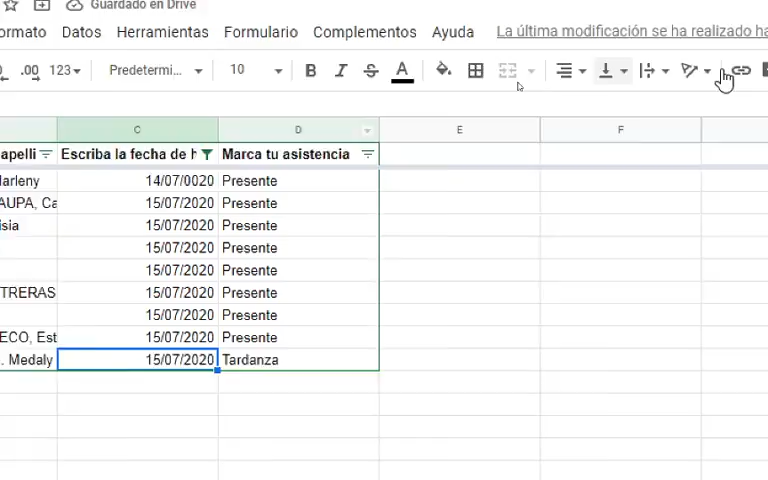 Guardado en Drive
ormato Datos Herramientas Formulario Complementos Ayuda La última modificación se ha realizado ha
.00 123 Predetermi... 10 B I S A
C D E F
apelli Escriba la fecha de h Marca tu asistencia
Marleny 14/07/0020 Presente
AUPA, Ca 15/07/2020 Presente
isia 15/07/2020 Presente
15/07/2020 Presente
15/07/2020 Presente
TRERAS 15/07/2020 Presente
15/07/2020 Presente
ECO, Est 15/07/2020 Presente
. Medaly 15/07/2020 Tardanza